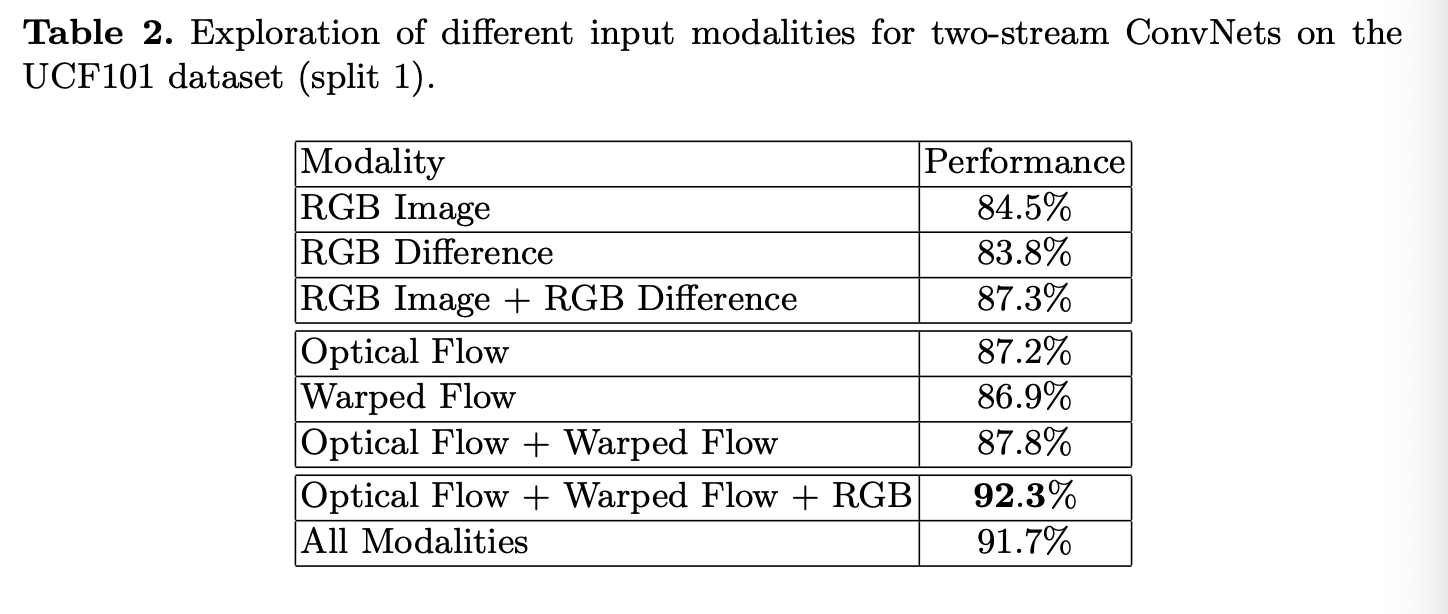 Table 2. Exploration of different input modalities for two-stream ConvNets on the
UCF101 dataset (split 1).
Modality Performance
RGB Image 84.5%
RGB Difference 83.8%
RGB Image + RGB Difference 87.3%
Optical Flow 87.2%
Warped Flow 86.9%
Optical Flow + Warped Flow 87.8%
Optical Flow + Warped Flow + RGB 92.3%
All Modalities 91.7%